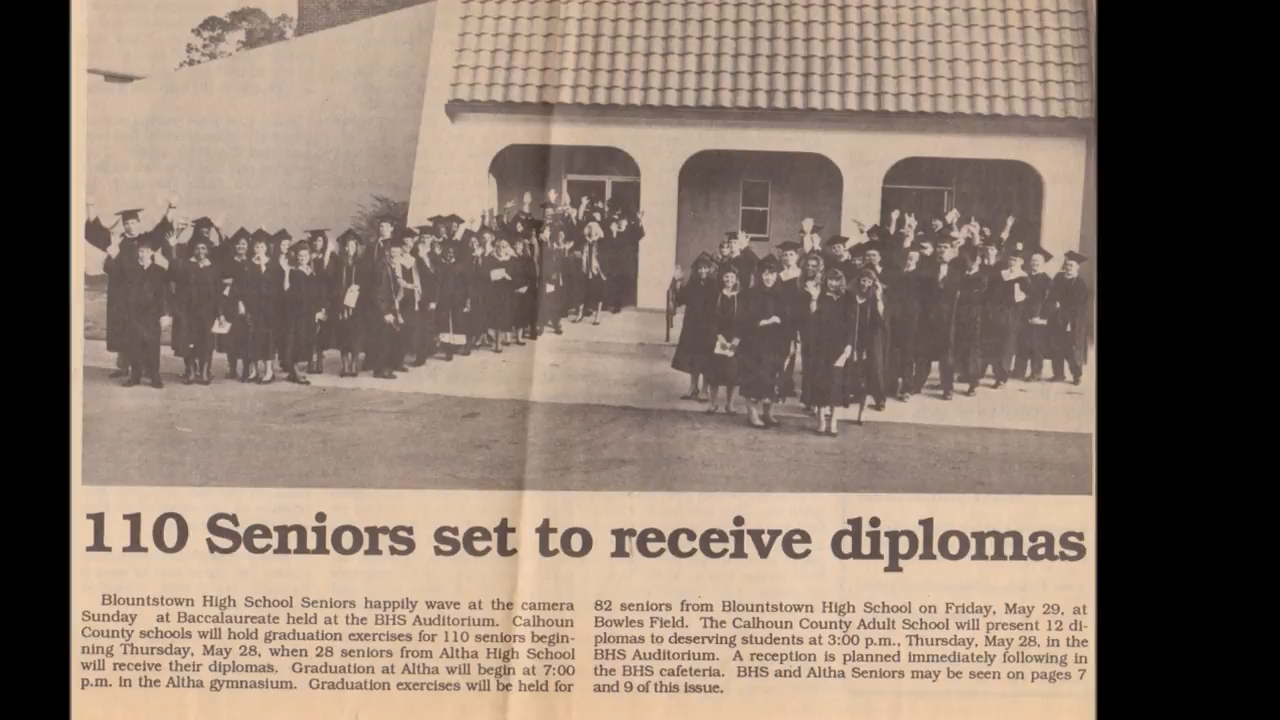 110 Seniors set to receive diplomas
Blountstown High School Seniors happily wave at the camera
Sunday at Baccalaureate held at the BHS Auditorium. Calhoun
County schools will hold graduation exercises for 110 seniors begin-
ning Thursday, May 28, when 28 seniors from Altha High School
will receive their diplomas. Graduation at Altha will begin at 7:00
p.m. in the Altha gymnasium. Graduation exercises will be held for
82 seniors from Blountstown High School on Friday, May 29, at
Bowles Field. The Calhoun County Adult School will present 12 di-
plomas to deserving students at 3:00 p.m., Thursday, May 28, in the
BHS Auditorium. A reception is planned immediately following in
the BHS cafeteria. BHS and Altha Seniors may be seen on pages 7
and 9 of this issue.